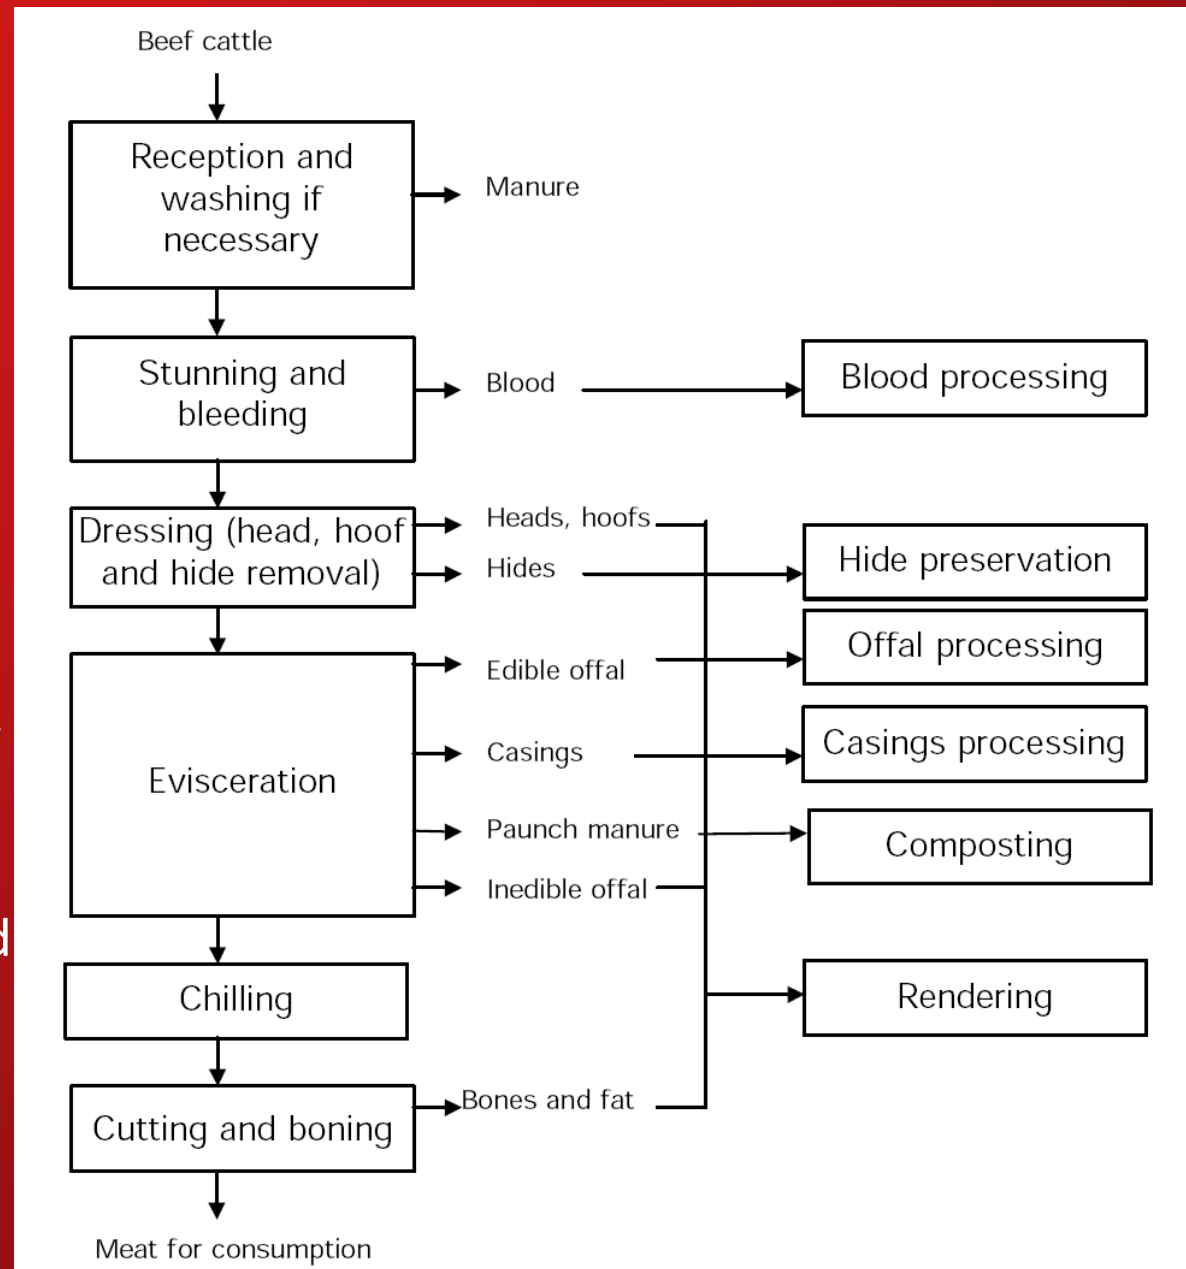 Beef cattle
Reception and
washing if
necessary
Manure
Stunning and
bleeding
Blood
Blood processing
Dressing (head, hoof
and hide removal)
Heads, hoofs
Hides
Hide preservation
Evisceration
Edible offal
Offal processing
Casings
Casings processing
Paunch manure
Composting
Inedible offal
d
Chilling
Rendering
Cutting and boning
Bones and fat
Meat for consumption